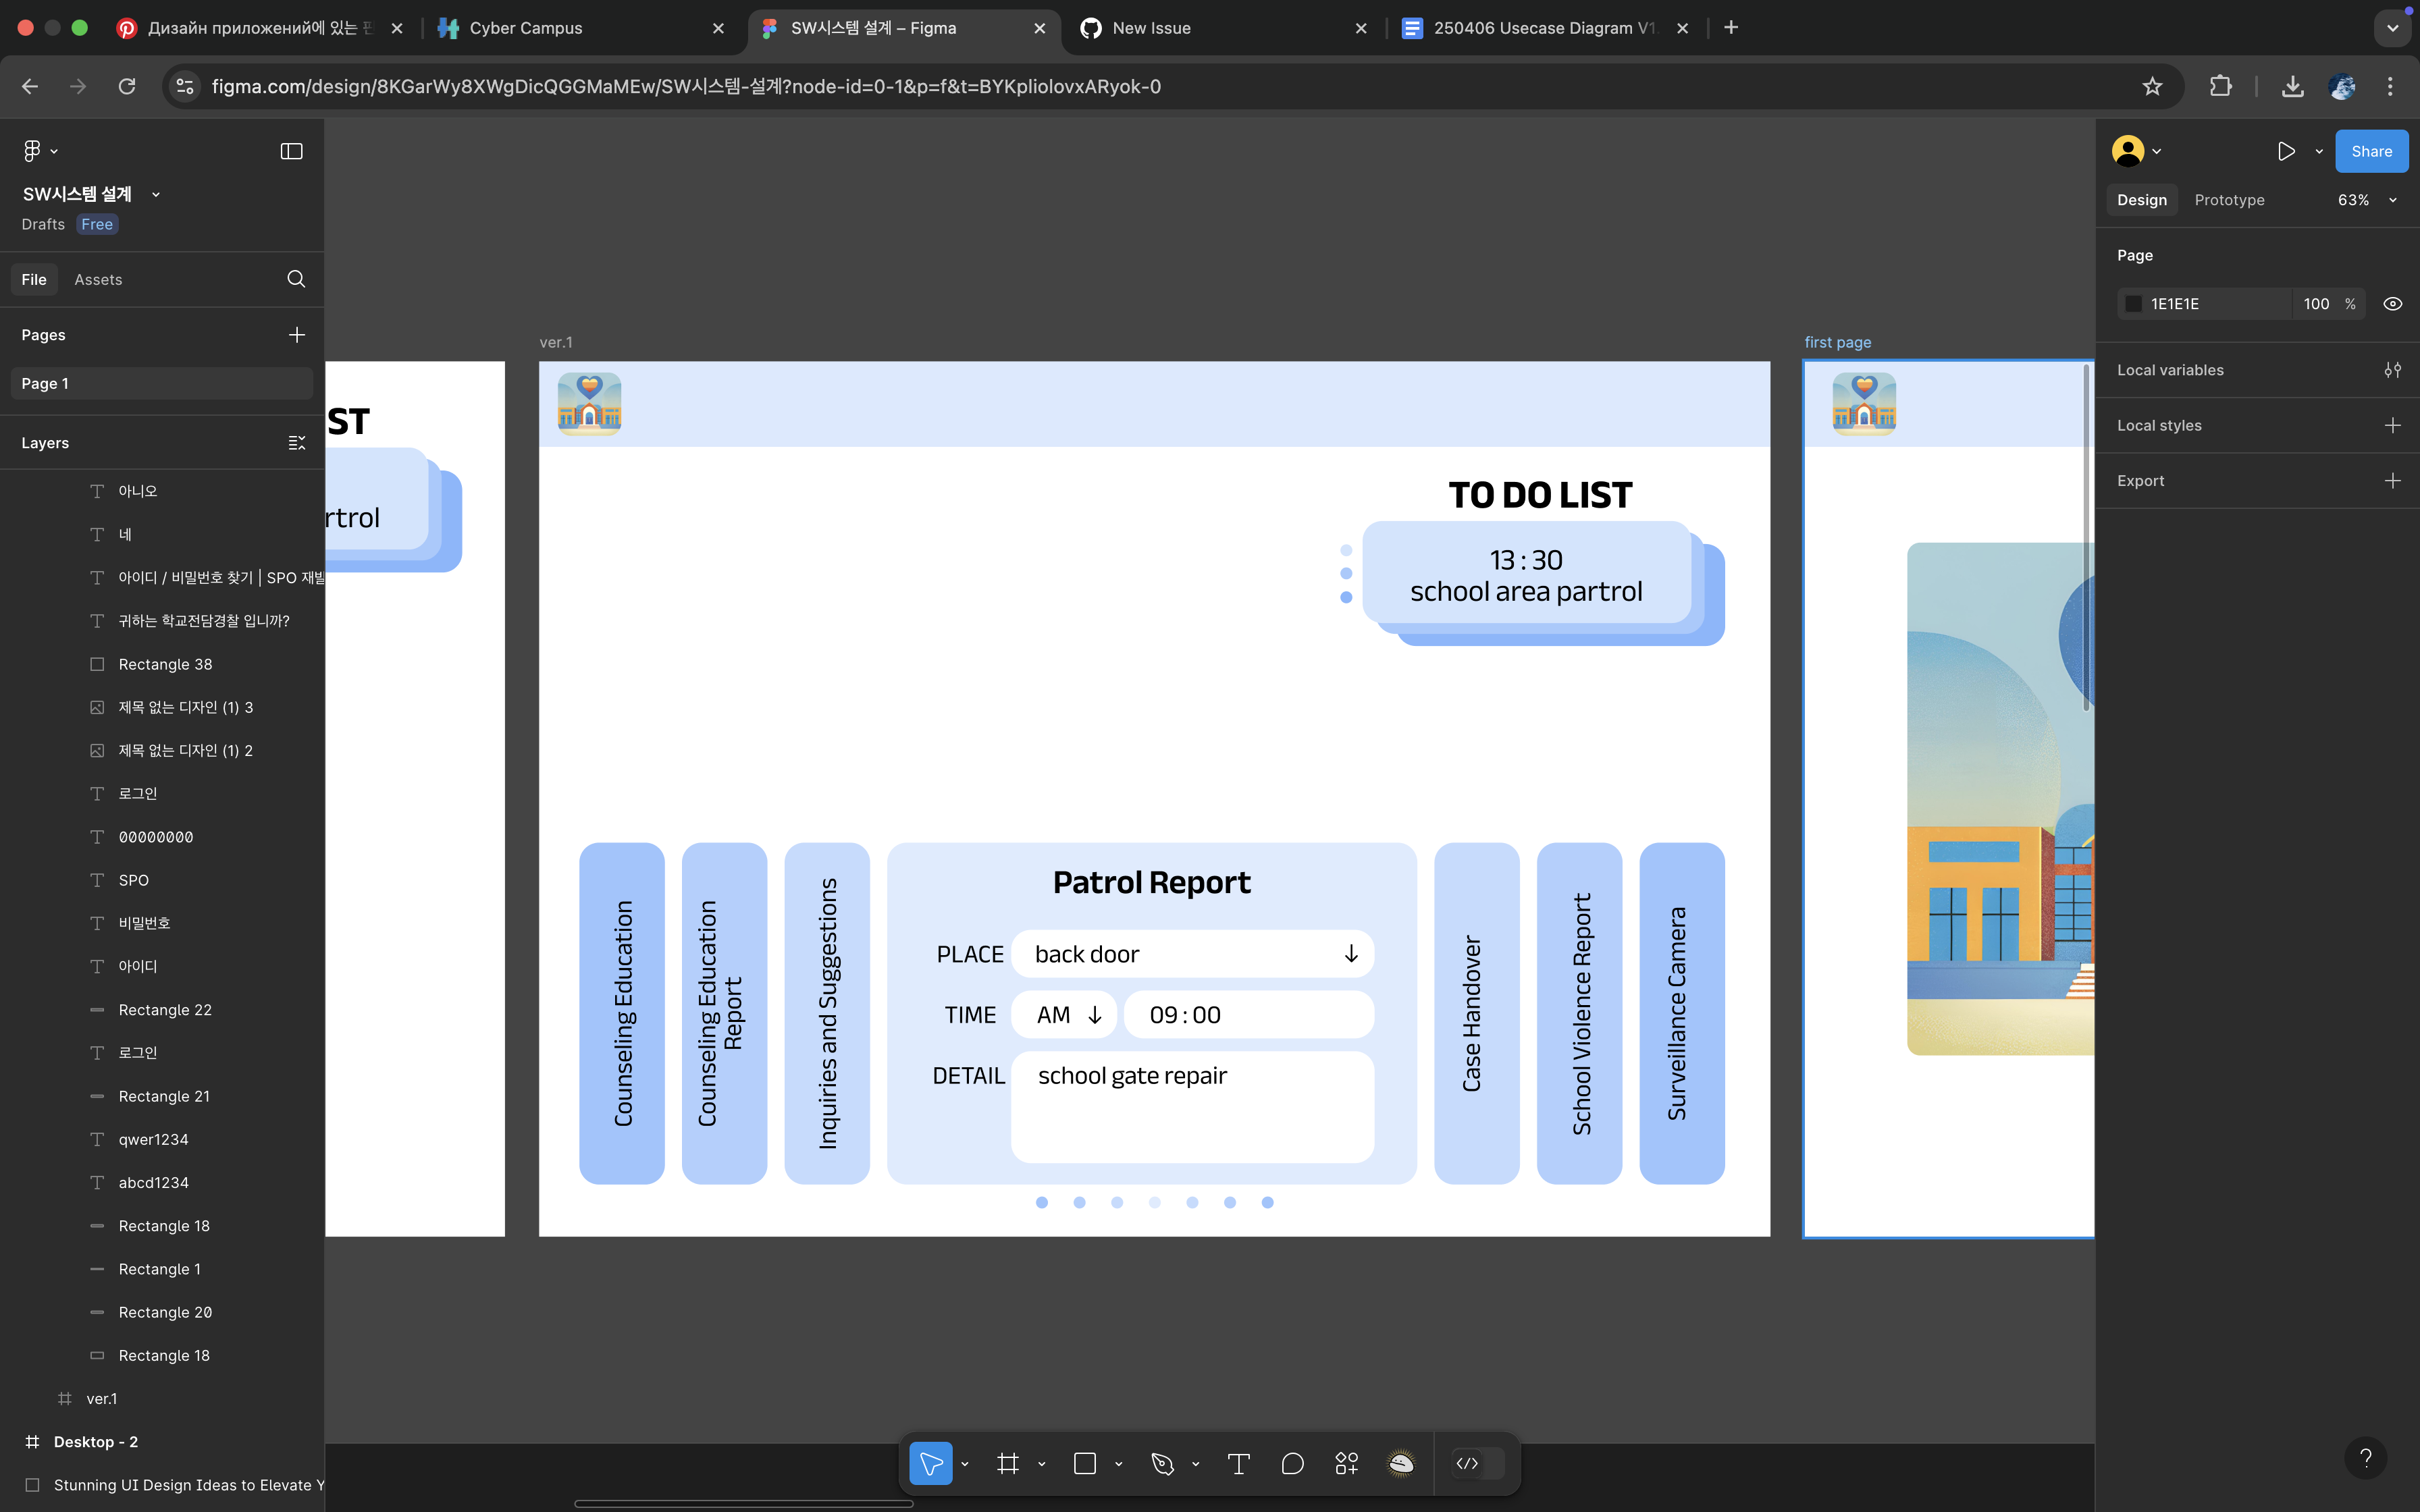 Дизайн приложений에 있는 핀
Cyber Campus
SW시스템 설계 – Figma
New Issue
250406 Usecase Diagram V1.
figma.com/design/8KGarWy8XWgDicQGGMaMEw/SW시스템-설계?node-id=0-1&p=f&t=BYKpliolovxARyok-0
SW시스템 설계
Drafts Free
File Assets
Pages
Page 1
Layers
아니오
네
아이디 / 비밀번호 찾기 | SPO 재발
귀하는 학교전담경찰 입니까?
Rectangle 38
제목 없는 디자인 (1) 3
제목 없는 디자인 (1) 2
로그인
00000000
SPO
비밀번호
아이디
Rectangle 22
로그인
Rectangle 21
qwer1234
abcd1234
Rectangle 18
Rectangle 1
Rectangle 20
Rectangle 18
ver.1
Desktop - 2
Stunning UI Design Ideas to Elevate Y
ST
rtrol
ver.1
TO DO LIST
13 : 30
school area partrol
Counseling Education
Counseling Education
Report
Inquiries and Suggestions
Patrol Report
PLACE back door ↓
TIME AM ↓ 09 : 00
DETAIL school gate repair
Case Handover
School Violence Report
Surveillance Camera
first page
Share
Design Prototype 63%
Page
1E1E1E 100 %
Local variables
Local styles
Export
?